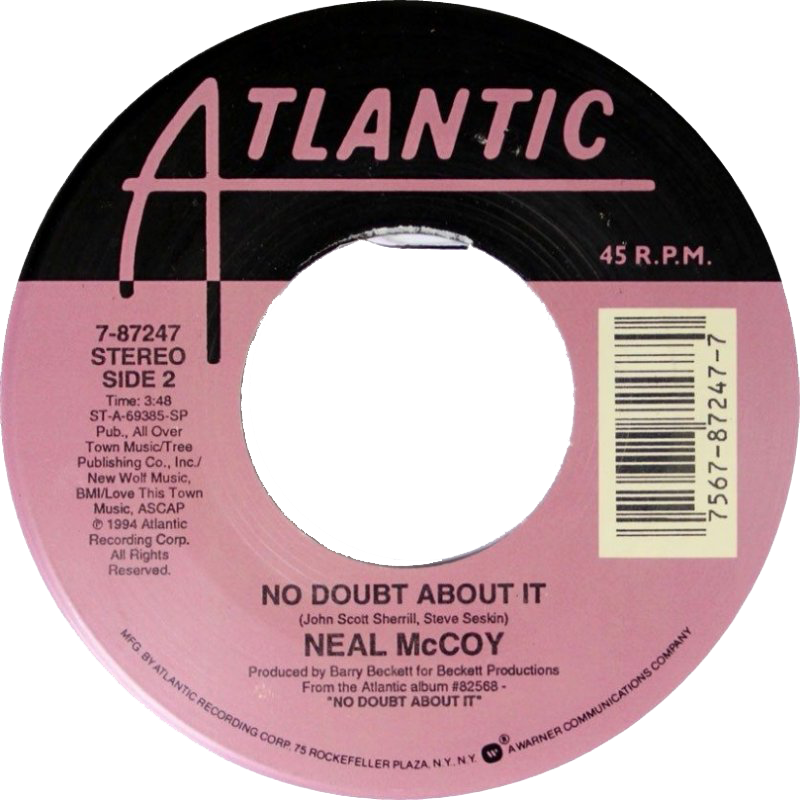 ATLANTIC
45 R.P.M.
7-87247
STEREO
SIDE 2
Time: 3:48
ST-A-69385-SP
Pub., All Over
Town Music/Tree
Publishing Co., Inc./
New Wolf Music,
BMI/Love This Town
Music, ASCAP
℗ 1994 Atlantic
Recording Corp.
All Rights
Reserved.
7567-87247-7
NO DOUBT ABOUT IT
(John Scott Sherrill, Steve Seskin)
NEAL McCOY
Produced by Barry Beckett for Beckett Productions
From the Atlantic album #82568 -
"NO DOUBT ABOUT IT"
MFG. BY ATLANTIC RECORDING CORP. 75 ROCKEFELLER PLAZA, N.Y. N.Y. ® A WARNER COMMUNICATIONS COMPANY